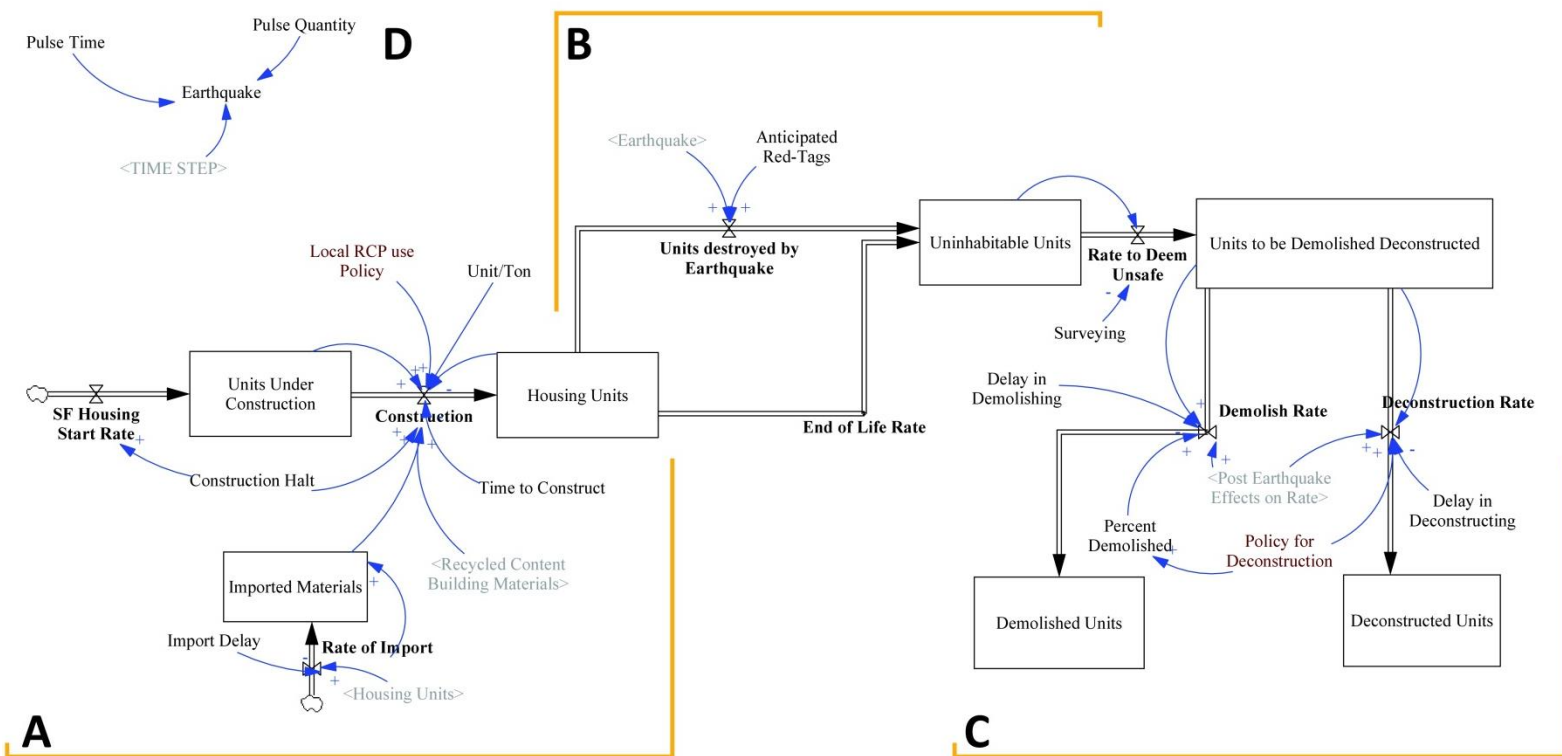 Pulse Time
Pulse Quantity
D
Earthquake
<TIME STEP>
B
<Earthquake>
Anticipated
Red-Tags
+ +
Units destroyed by
Earthquake
Uninhabitable Units
Rate to Deem
Unsafe
-
Surveying
Units to be Demolished Deconstructed
Local RCP use
Policy
Unit/Ton
Units Under
Construction
+ + + -
Construction
Housing Units
SF Housing
Start Rate
+
Construction Halt
+ + +
Time to Construct
End of Life Rate
Imported Materials
+
<Recycled Content
Building Materials>
Import Delay
Rate of Import
-
+
<Housing Units>
A
Delay in
Demolishing
+
-
+
+
Demolish Rate
Deconstruction Rate
+ + -
<Post Earthquake
Effects on Rate>
Delay in
Deconstructing
Percent
Demolished
+
Policy for
Deconstruction
Demolished Units
Deconstructed Units
C